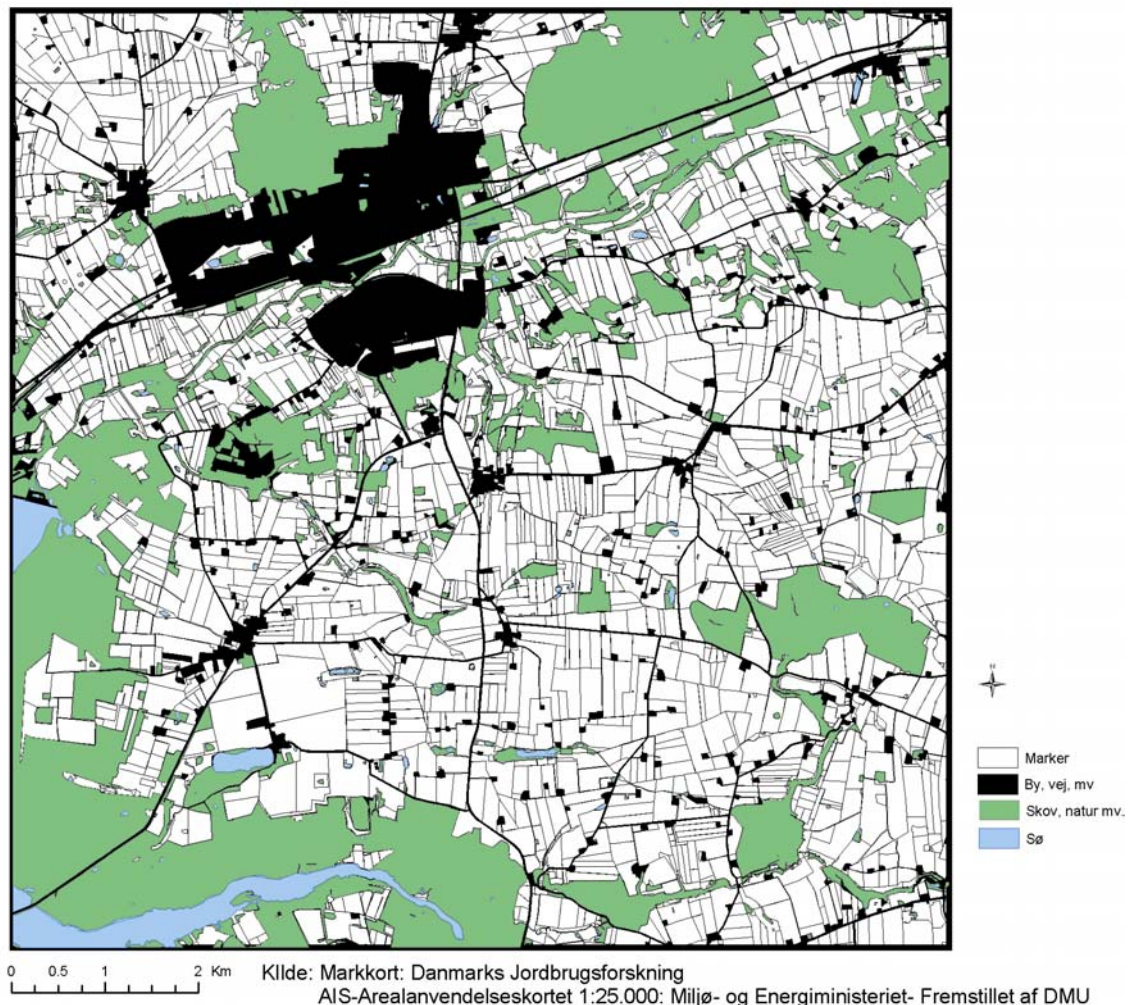 N
Marker
By, vej, mv
Skov, natur mv.
Sø
0 0.5 1 2 Km
KIlde: Markkort: Danmarks Jordbrugsforskning
AIS-Arealanvendelseskortet 1:25.000: Miljø- og Energiministeriet- Fremstillet af DMU